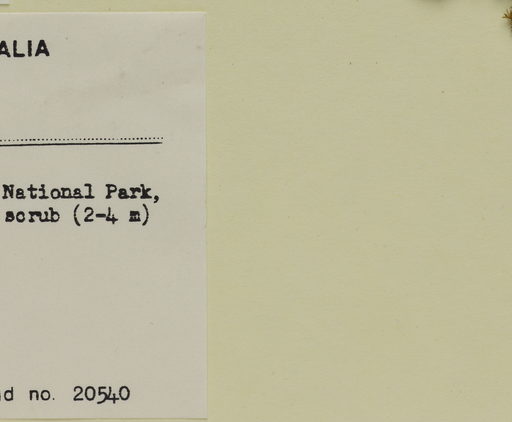 ALIA
National Park,
scrub (2-4 m)
d no. 20540